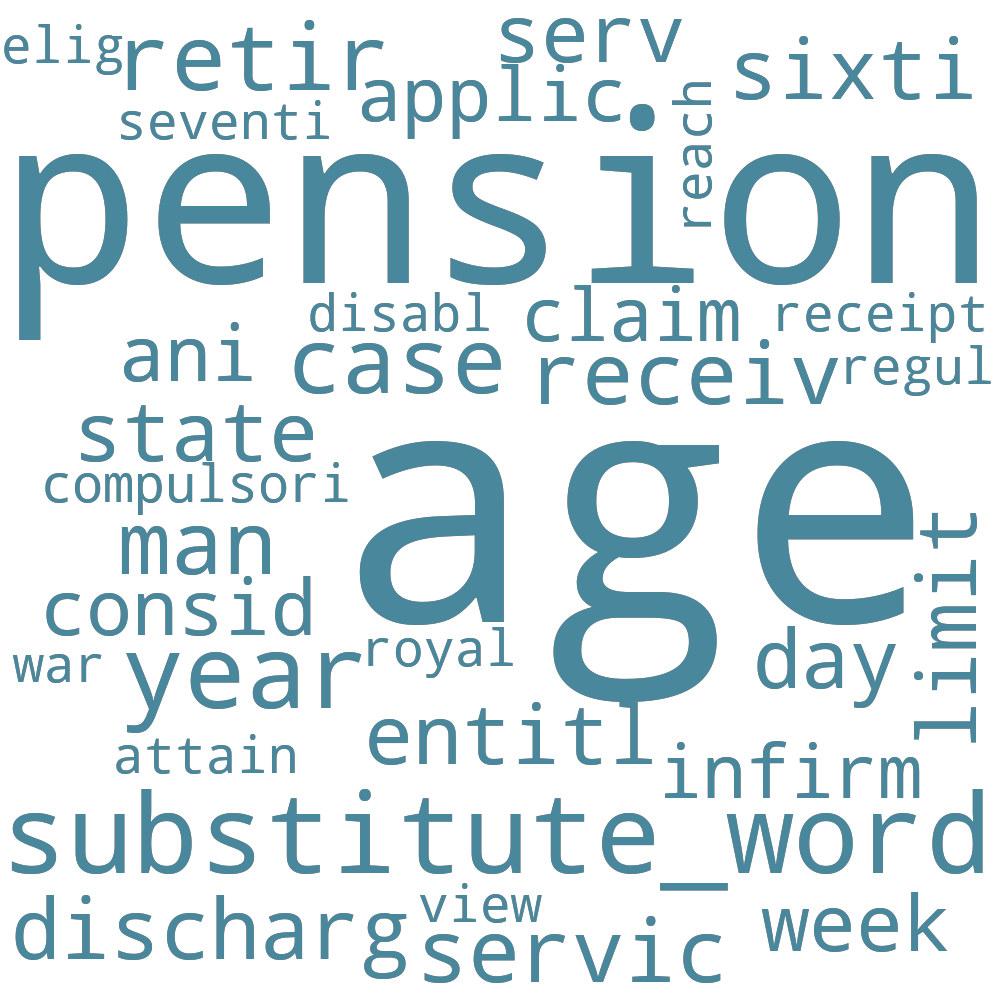 elig
retir
serv
sixti
applic
seventi
reach
pension
disabl
claim
receipt
ani
case
receiv
regul
state
compulsori
age
man
limit
consid
war
year
royal
day
entitl
attain
infirm
substitute_word
discharg
view
servic
week